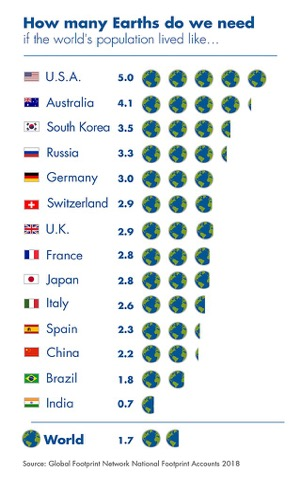 How many Earths do we need
if the world's population lived like...
U.S.A. 5.0
Australia 4.1
South Korea 3.5
Russia 3.3
Germany 3.0
Switzerland 2.9
U.K. 2.9
France 2.8
Japan 2.8
Italy 2.6
Spain 2.3
China 2.2
Brazil 1.8
India 0.7
World 1.7
Source: Global Footprint Network National Footprint Accounts 2018